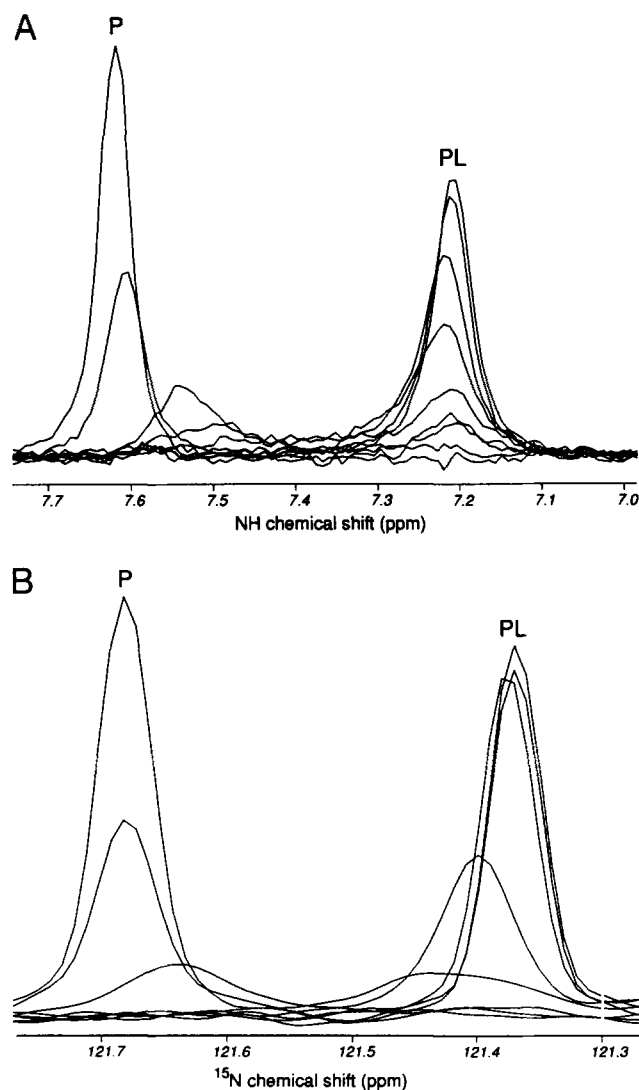 A
P
PL
7.7 7.6 7.5 7.4 7.3 7.2 7.1 7.0
NH chemical shift (ppm)
B
P
PL
121.7 121.6 121.5 121.4 121.3
15N chemical shift (ppm)